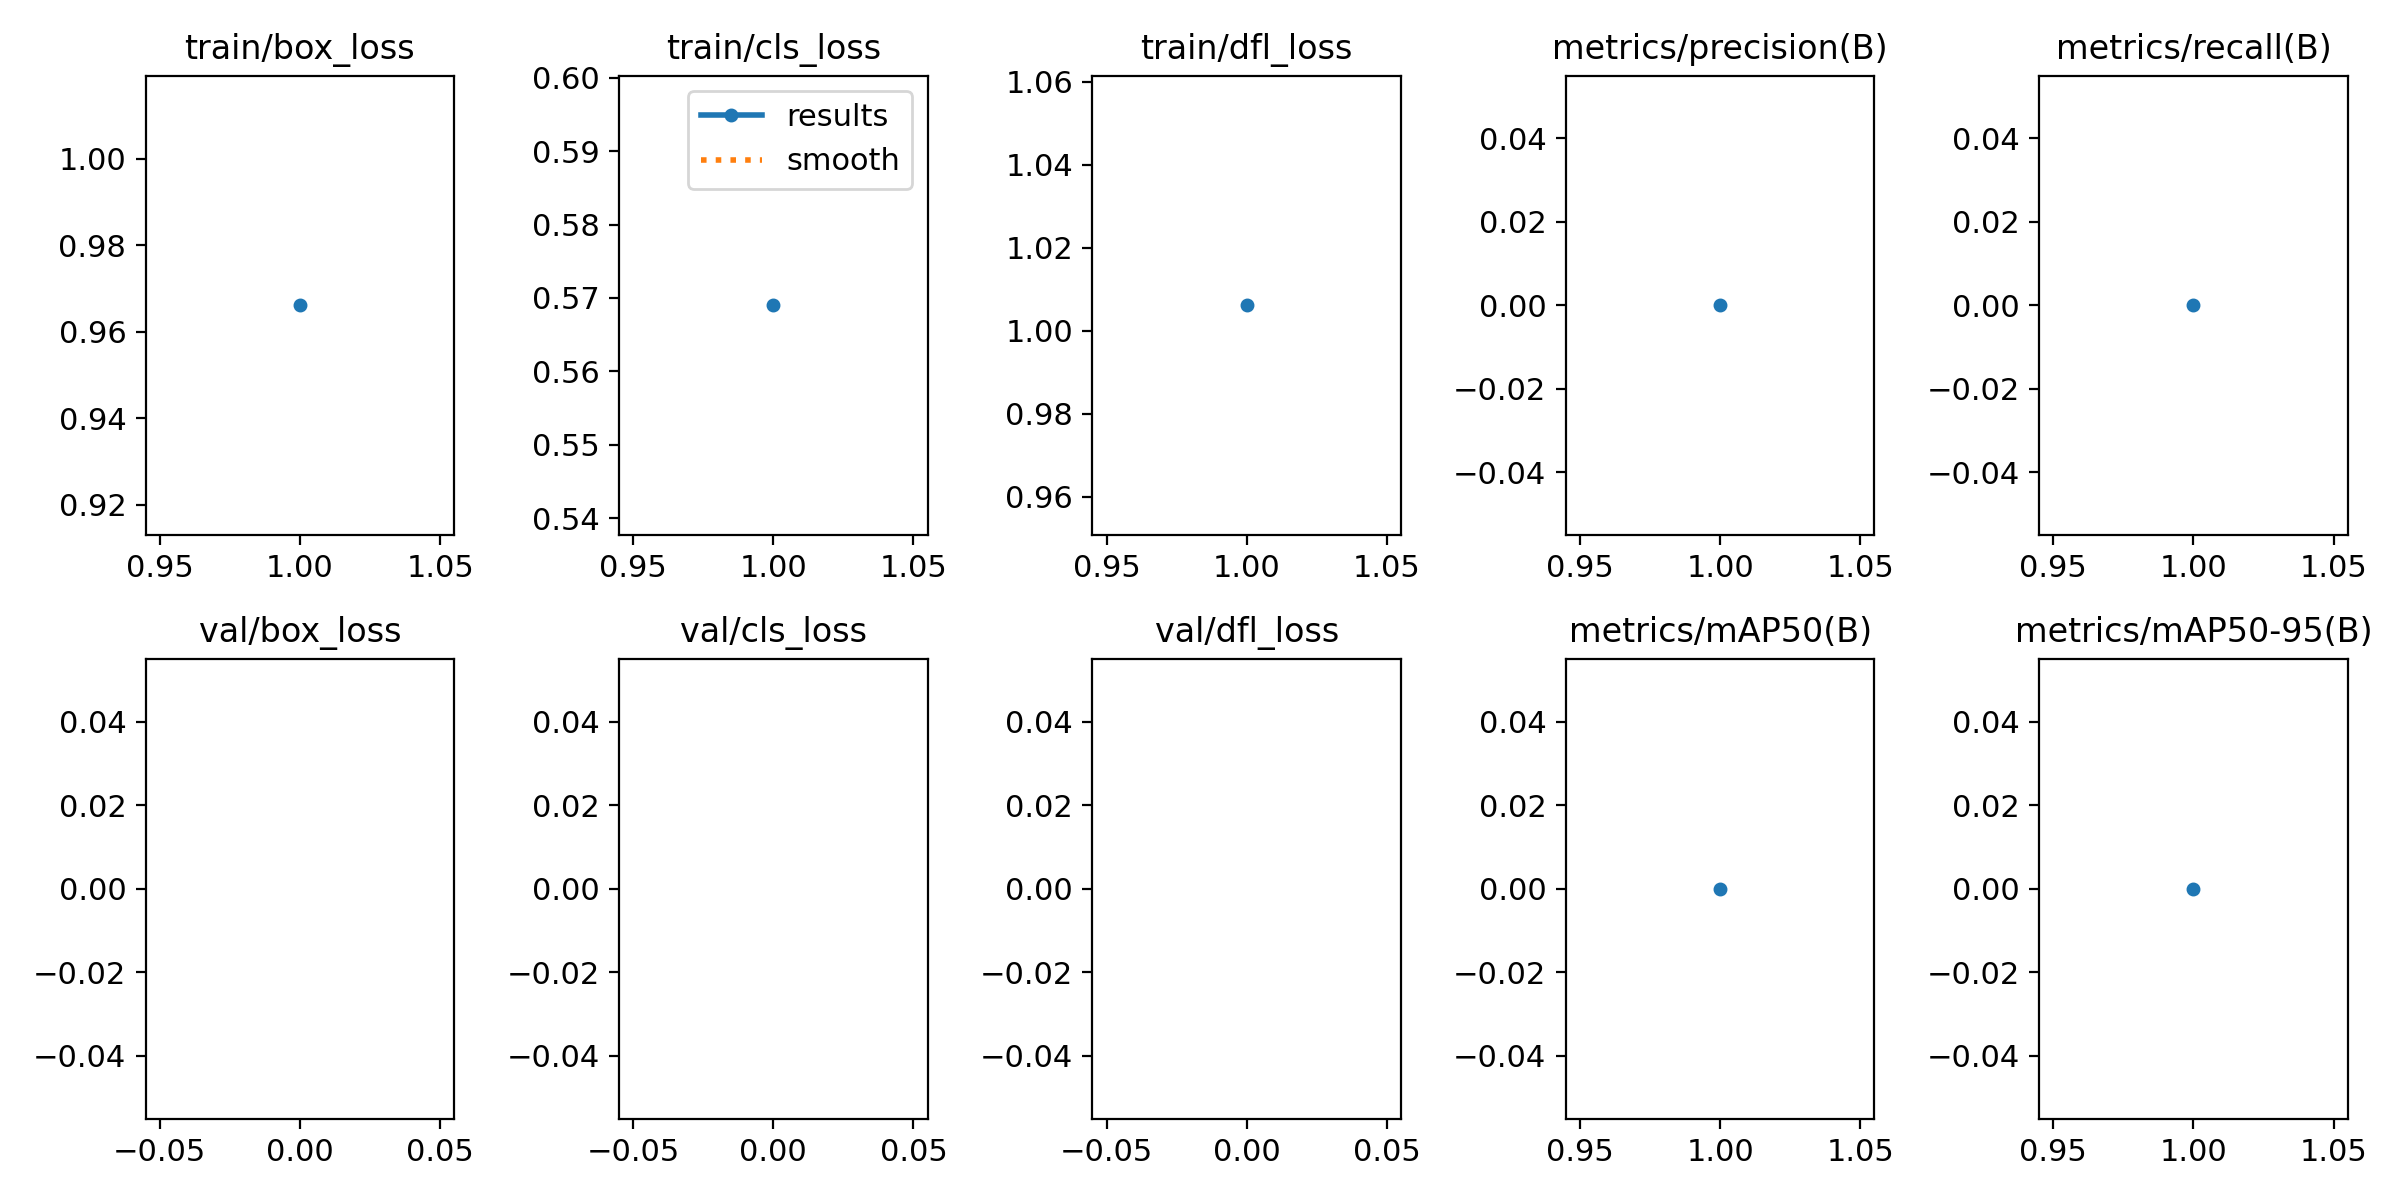 train/box_loss
1.00
0.98
0.96
0.94
0.92
0.95 1.00 1.05
train/cls_loss
0.60
0.59
0.58
0.57
0.56
0.55
0.54
results
smooth
0.95 1.00 1.05
train/dfl_loss
1.06
1.04
1.02
1.00
0.98
0.96
0.95 1.00 1.05
metrics/precision(B)
0.04
0.02
0.00
−0.02
−0.04
0.95 1.00 1.05
metrics/recall(B)
0.04
0.02
0.00
−0.02
−0.04
0.95 1.00 1.05
val/box_loss
0.04
0.02
0.00
−0.02
−0.04
−0.05 0.00 0.05
val/cls_loss
0.04
0.02
0.00
−0.02
−0.04
−0.05 0.00 0.05
val/dfl_loss
0.04
0.02
0.00
−0.02
−0.04
−0.05 0.00 0.05
metrics/mAP50(B)
0.04
0.02
0.00
−0.02
−0.04
0.95 1.00 1.05
metrics/mAP50-95(B)
0.04
0.02
0.00
−0.02
−0.04
0.95 1.00 1.05